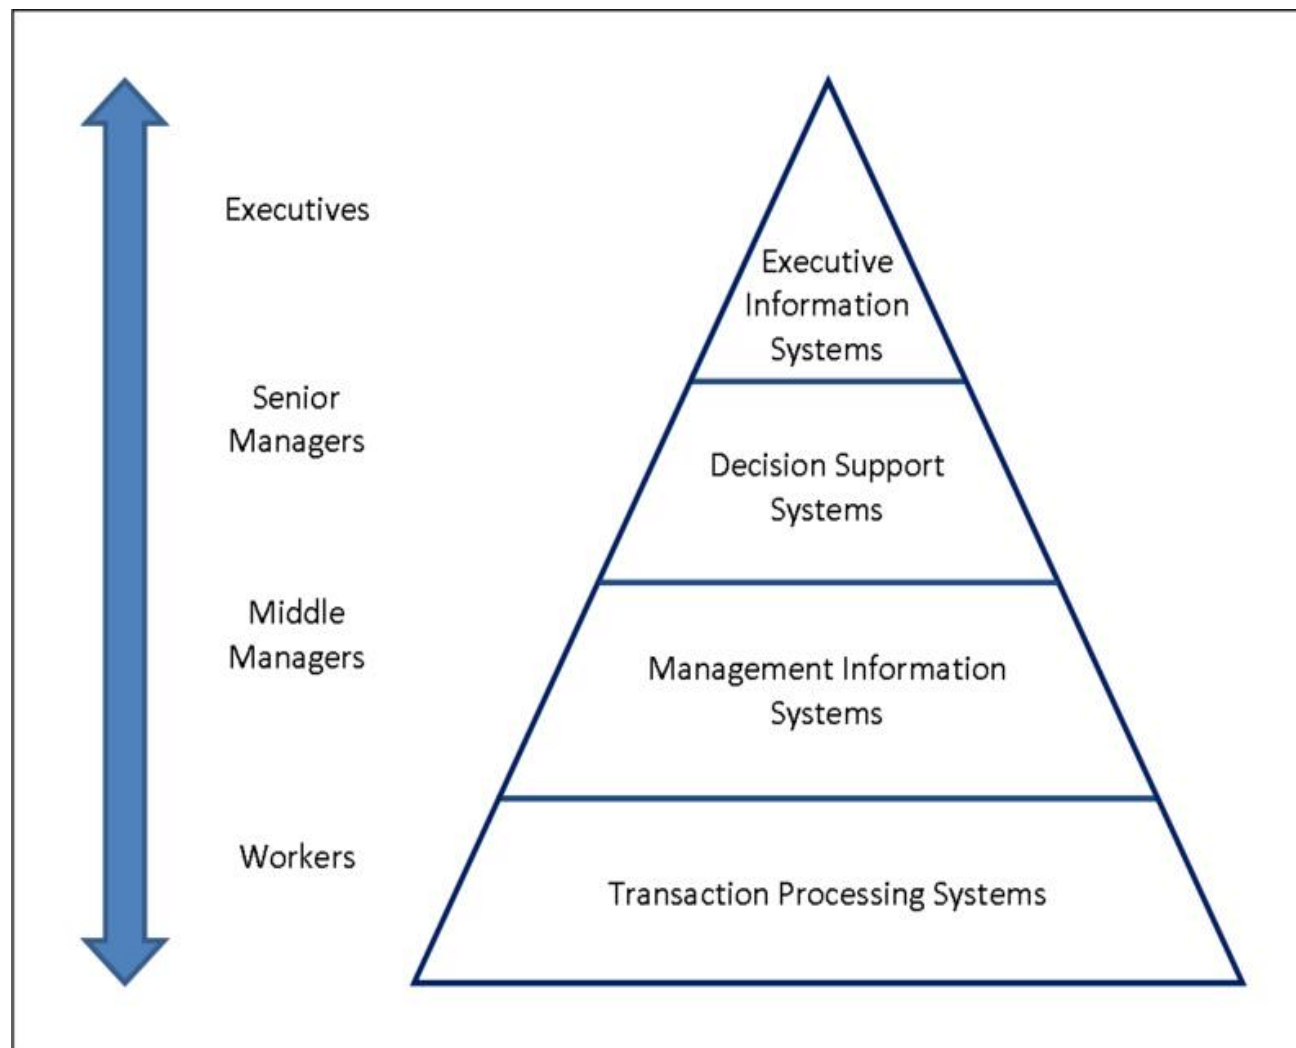 Executives
Executive
Information
Systems
Senior
Managers
Decision Support
Systems
Middle
Managers
Management Information
Systems
Workers
Transaction Processing Systems